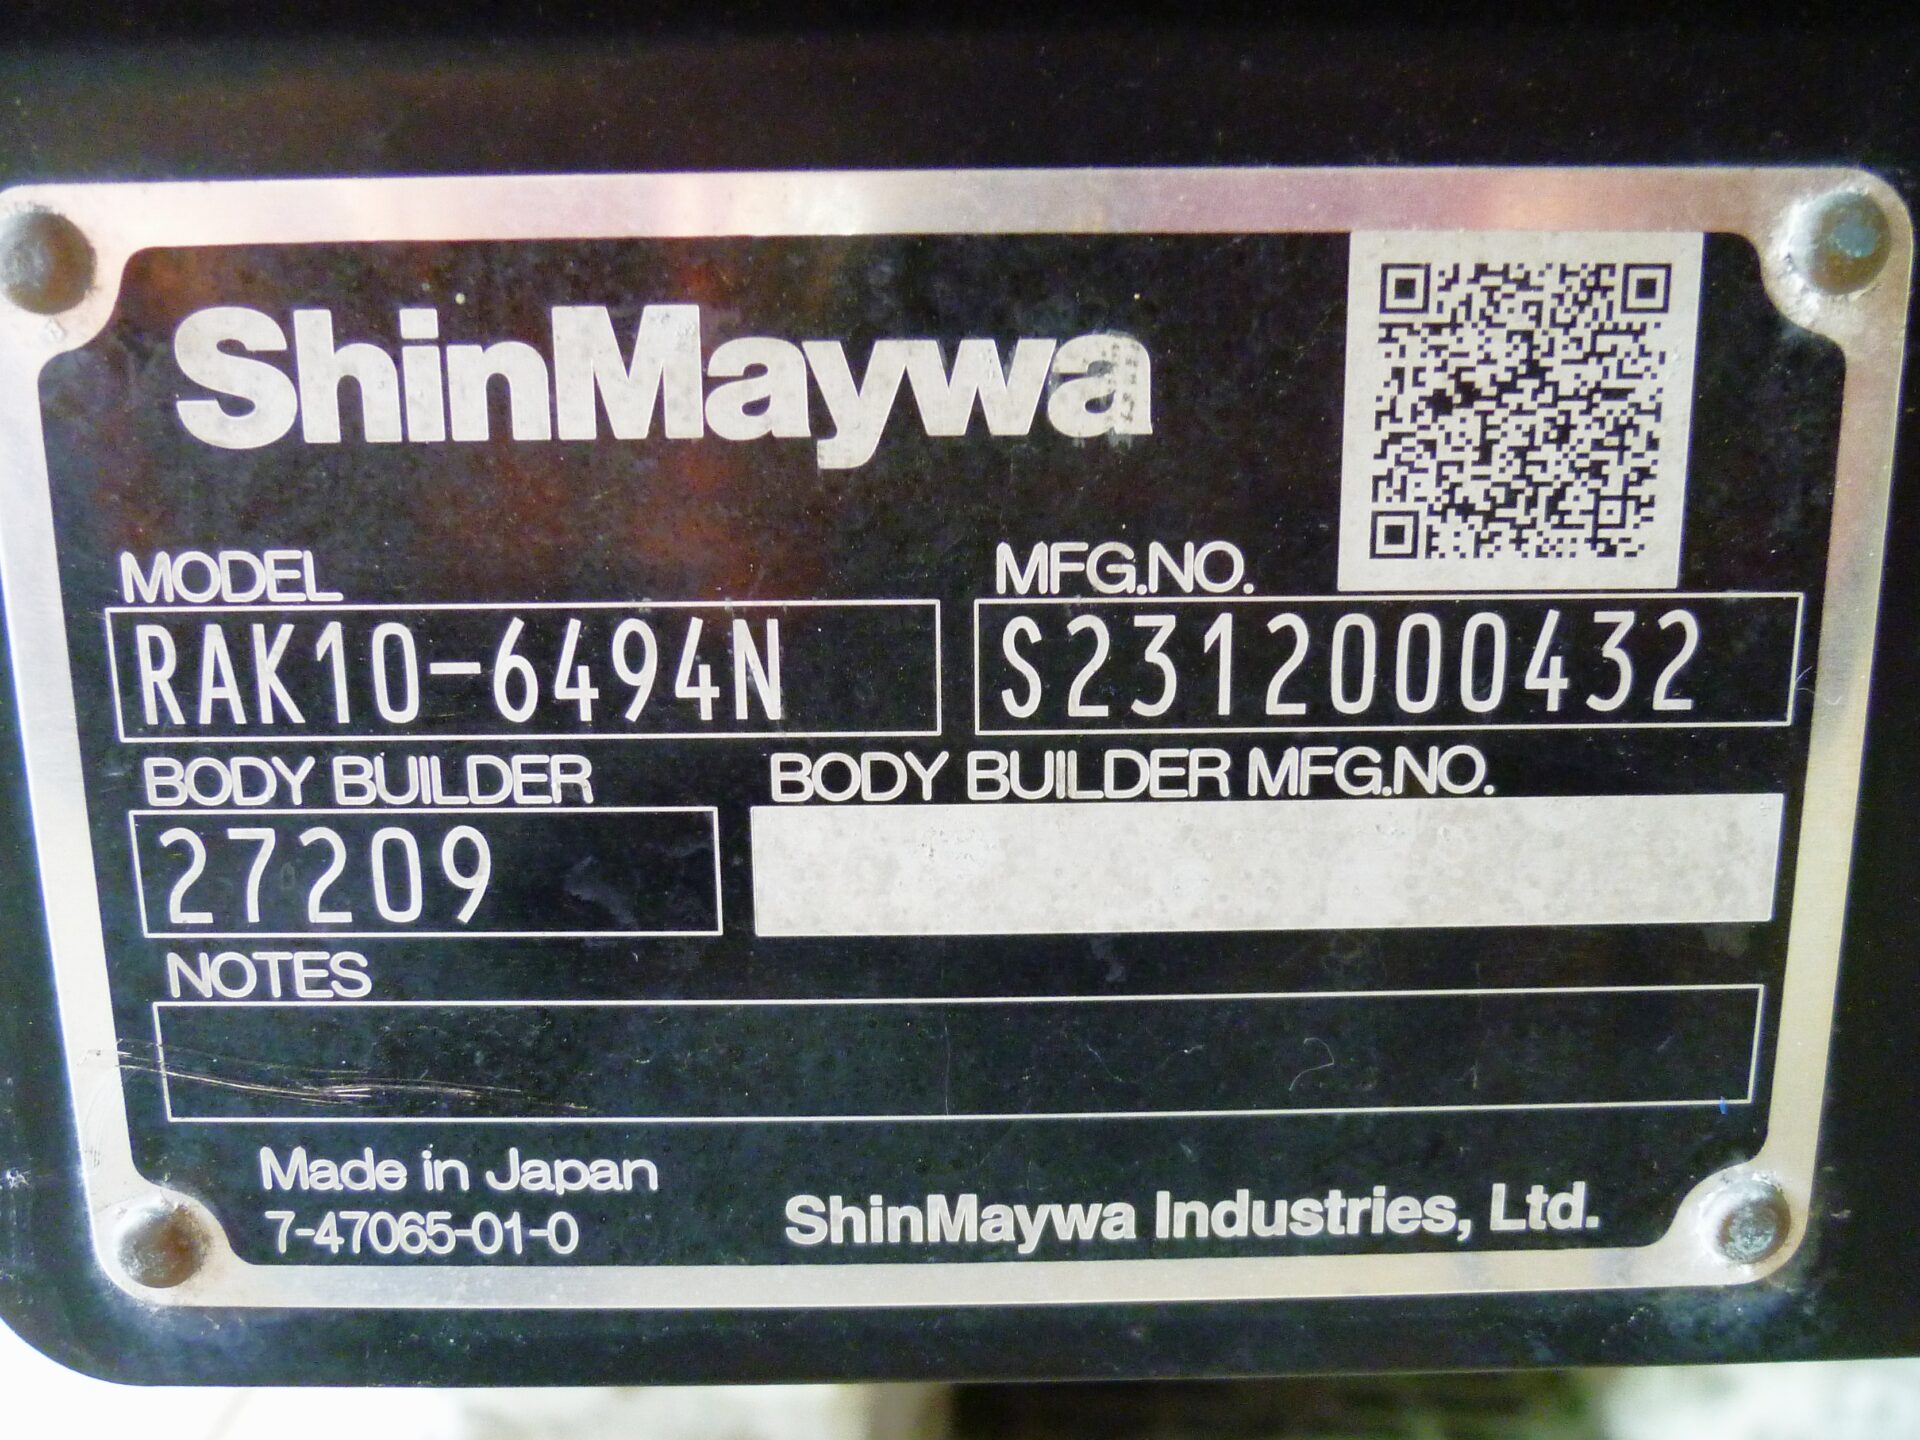 ShinMaywa
MODEL
MFG.NO.
RAK10-6494N
S2312000432
BODY BUILDER
BODY BUILDER MFG.NO.
27209
NOTES
Made in Japan
7-47065-01-0
ShinMaywa Industries, Ltd.